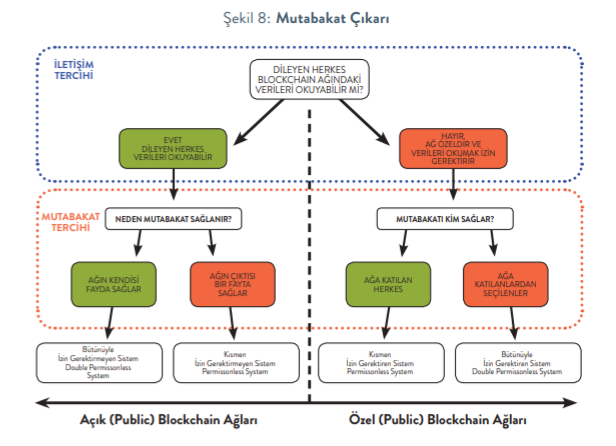 Şekil 8: Mutabakat Çıkarı
İLETİŞİM
TERCİHİ
DİLEYEN HERKES
BLOCKCHAIN AĞINDAKİ
VERİLERİ OKUYABİLİR Mİ?
EVET
DİLEYEN HERKES
VERİLERİ OKUYABİLİR
HAYIR,
AĞ ÖZELDİR VE
VERİLERİ OKUMAK İZİN
GEREKTIRIR
MUTABAKAT
TERCİHİ
NEDEN MUTABAKAT SAĞLANIR?
MUTABAKATI KİM SAĞLAR?
AĞIN KENDİSİ
FAYDA SAĞLAR
AĞIN ÇIKTISI
BİR FAYTA
SAĞLAR
AĞA KATILAN
HERKES
AĞA
KATILANLARDAN
SEÇİLENLER
Bütünüyle
İzin Gerektirmeyen Sistem
Double Permissonless
System
Kısmen
İzin Gerektirmeyen Sistem
Permissonless System
Kısmen
İzin Gerektiren Sistem
Permissonless System
Bütünüyle
İzin Gerektiren Sistem
Double Permissonless System
Açık (Public) Blockchain Ağları
Özel (Public) Blockchain Ağları